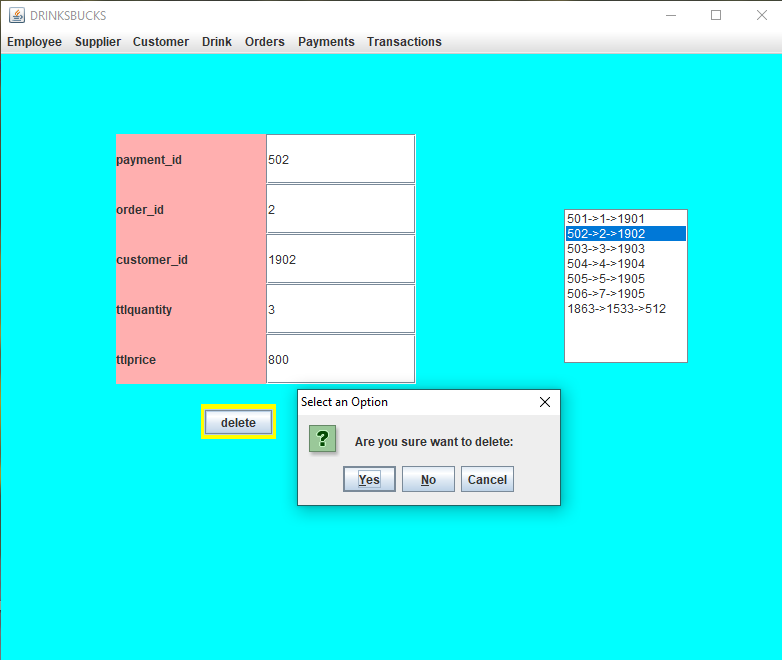 DRINKSBUCKS
Employee Supplier Customer Drink Orders Payments Transactions
payment_id 502
order_id 2
customer_id 1902
ttlquantity 3
ttlprice 800
501->1->1901
502->2->1902
503->3->1903
504->4->1904
505->5->1905
506->7->1905
1863->1533->512
delete
Select an Option
?
Are you sure want to delete:
Yes No Cancel